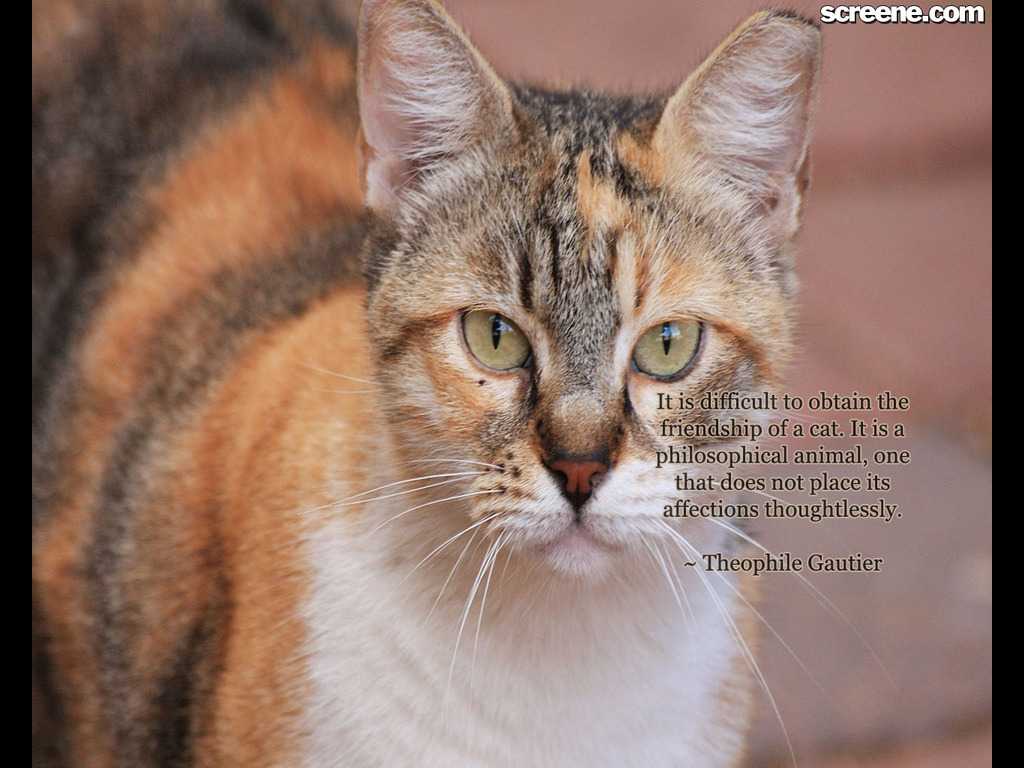 screene.com
It is difficult to obtain the
friendship of a cat. It is a
philosophical animal, one
that does not place its
affections thoughtlessly.
~ Theophile Gautier